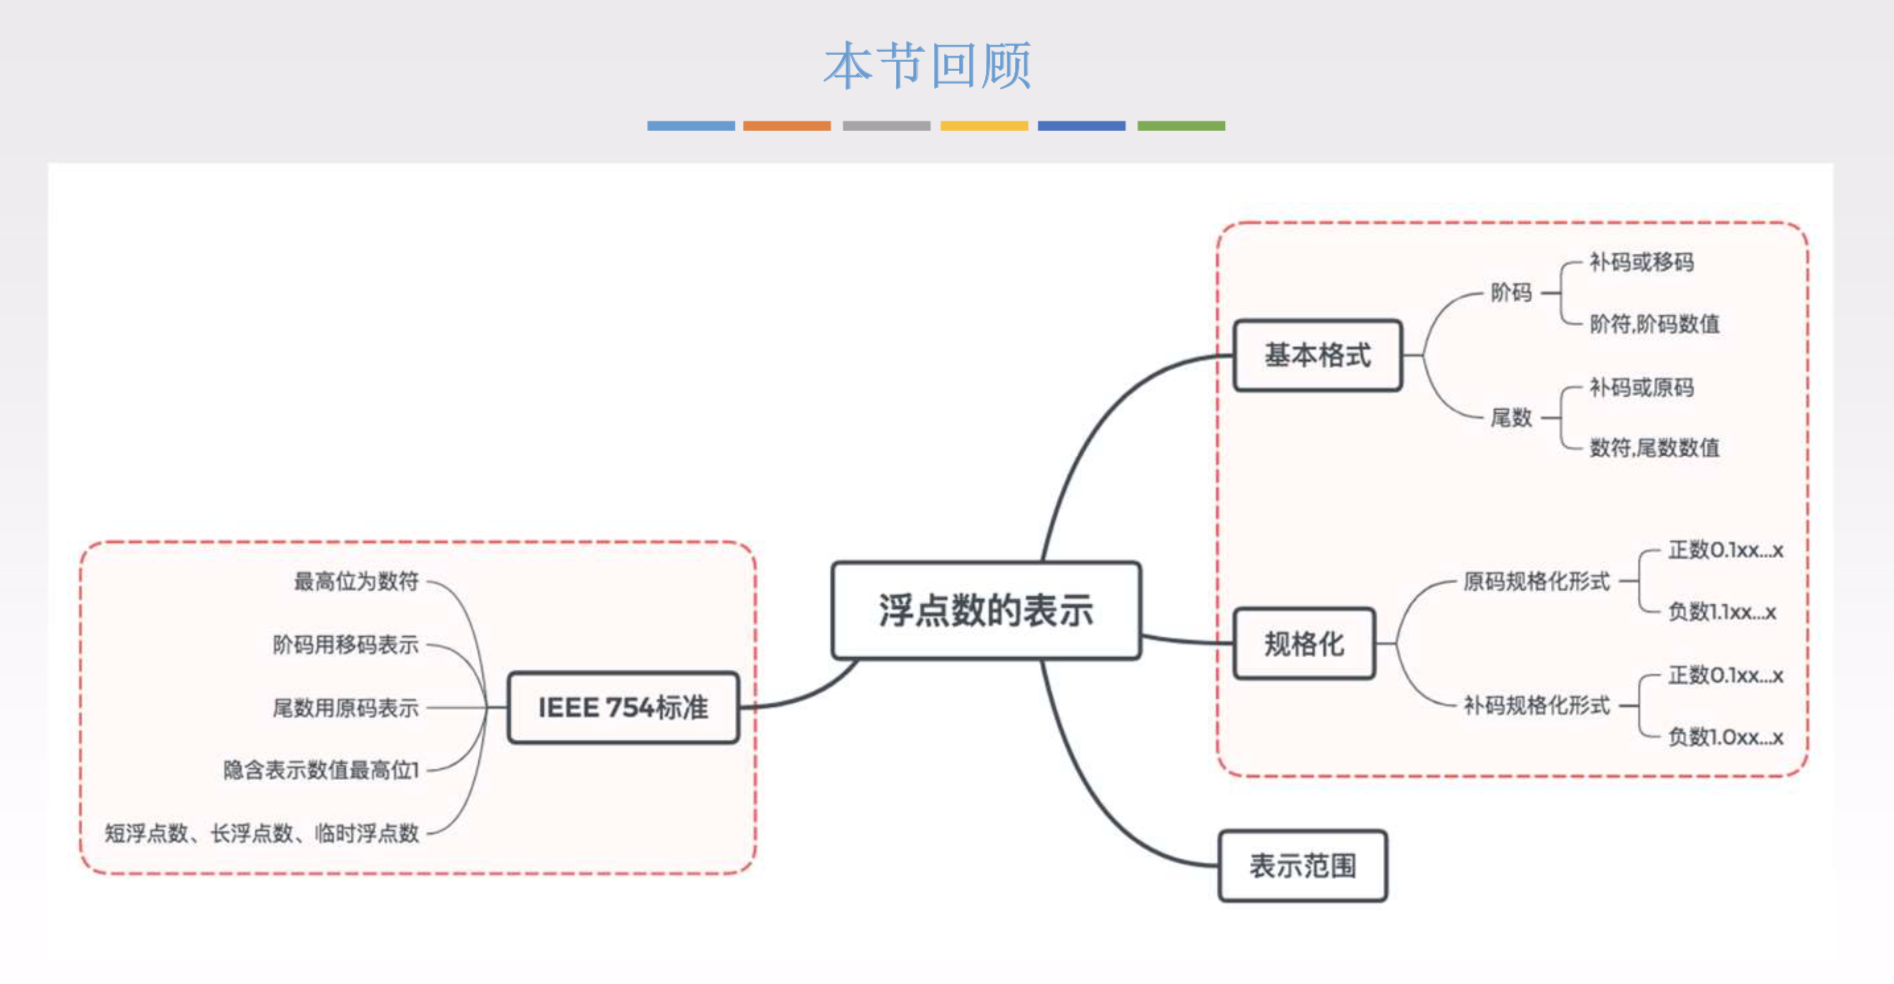 本节回顾
浮点数的表示
基本格式
阶码
补码或移码
阶符,阶码数值
尾数
补码或原码
数符,尾数数值
规格化
原码规格化形式
正数0.1xx...x
负数1.1xx...x
补码规格化形式
正数0.1xx...x
负数1.0xx...x
表示范围
IEEE 754标准
最高位为数符
阶码用移码表示
尾数用原码表示
隐含表示数值最高位1
短浮点数、长浮点数、临时浮点数